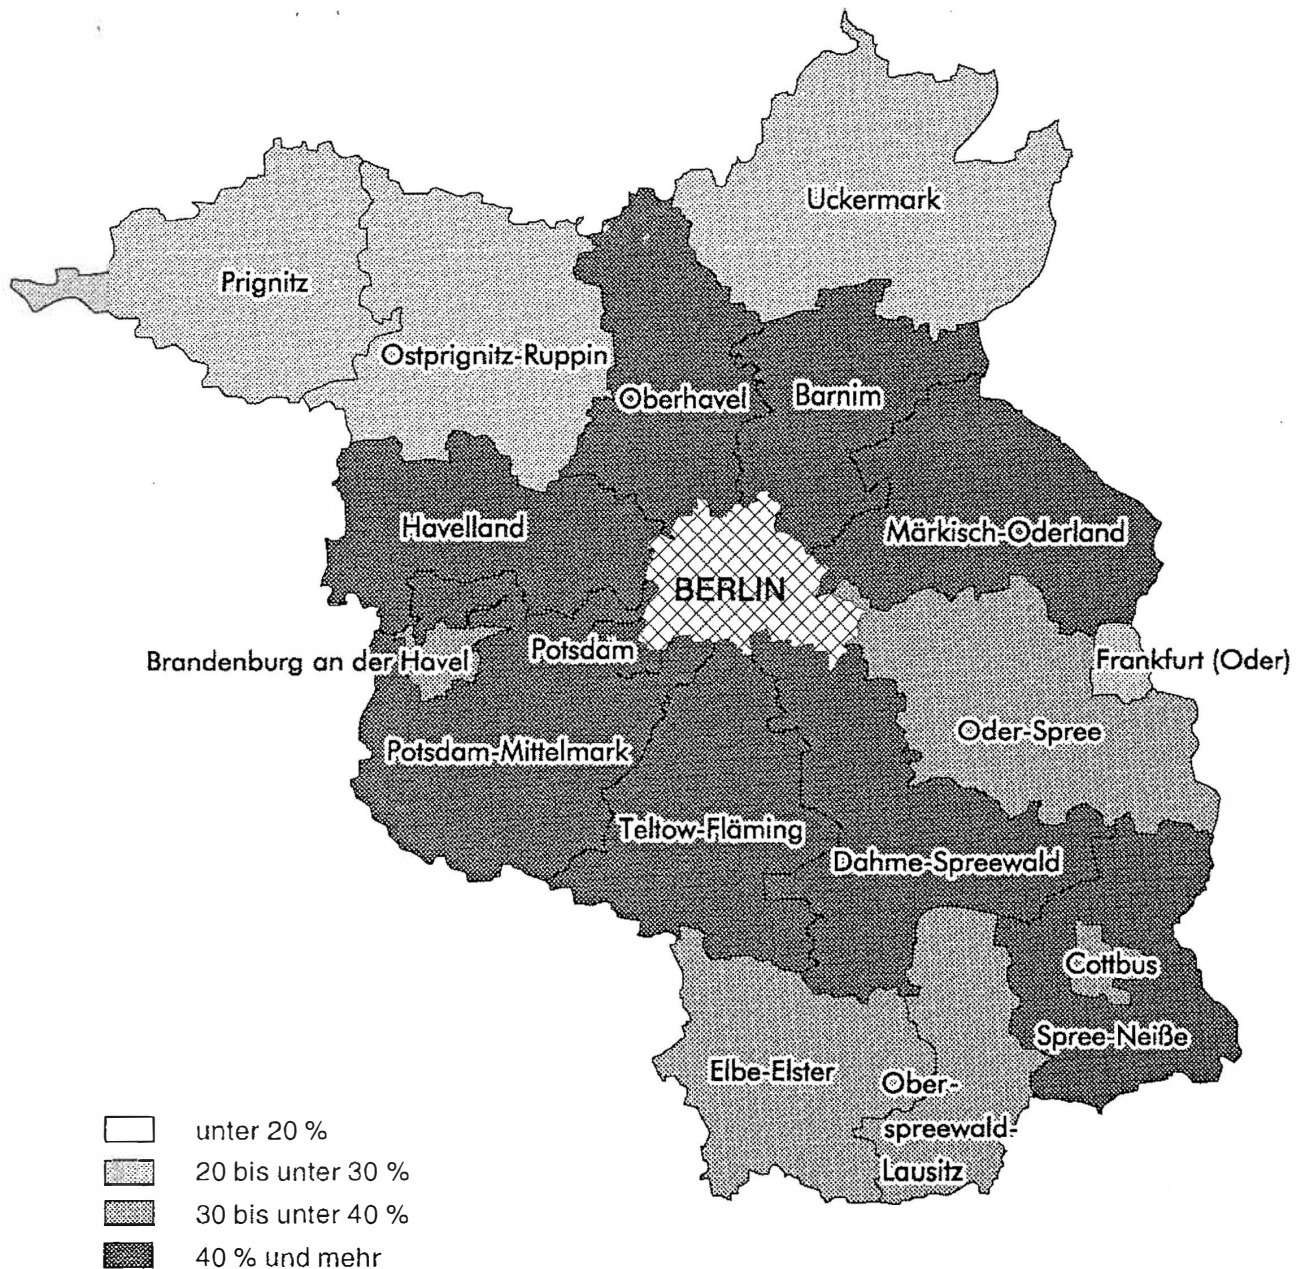 Uckermark
Prignitz
Ostprignitz-Ruppin
Oberhavel
Barnim
Havelland
Märkisch-Oderland
BERLIN
Potsdam
Brandenburg an der Havel
Frankfurt (Oder)
Oder-Spree
Potsdam-Mittelmark
Teltow-Fläming
Dahme-Spreewald
Cottbus
Spree-Neiße
Elbe-Elster
Ober-
spreewald-
Lausitz
unter 20 %
20 bis unter 30 %
30 bis unter 40 %
40 % und mehr